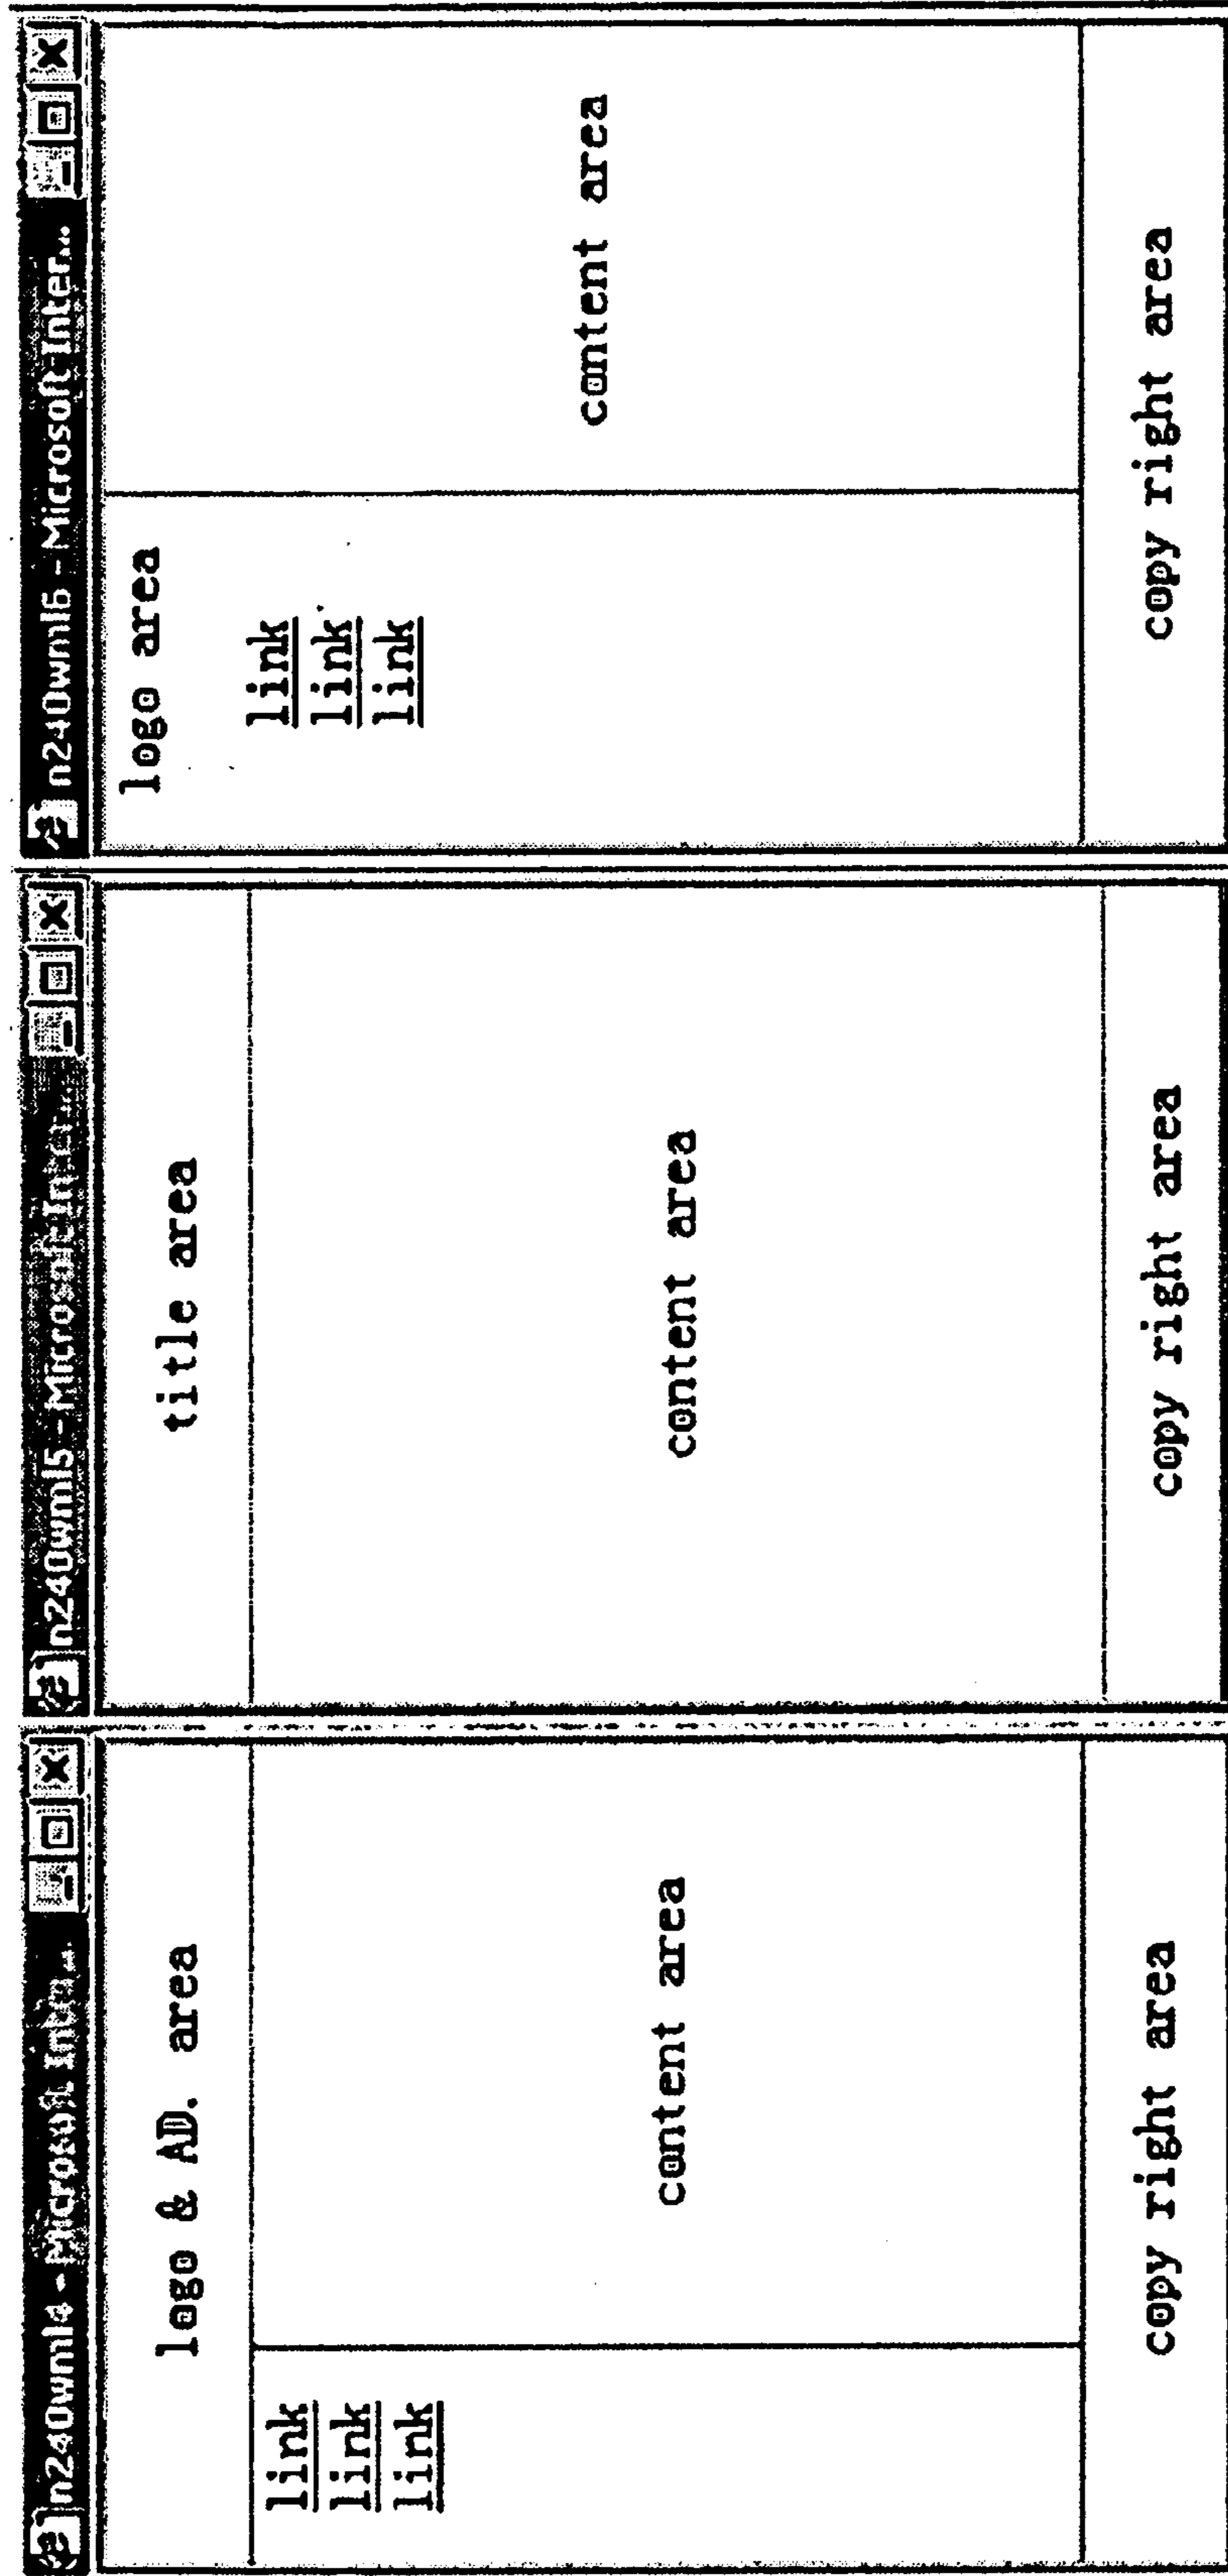 n240wml4 - Microsoft Inte...
logo & AD. area
link
link
link
content area
copy right area
n240wml5 - Microsoft Inter...
title area
content area
copy right area
n240wml6 - Microsoft Inter...
logo area
link
link
link
content area
copy right area